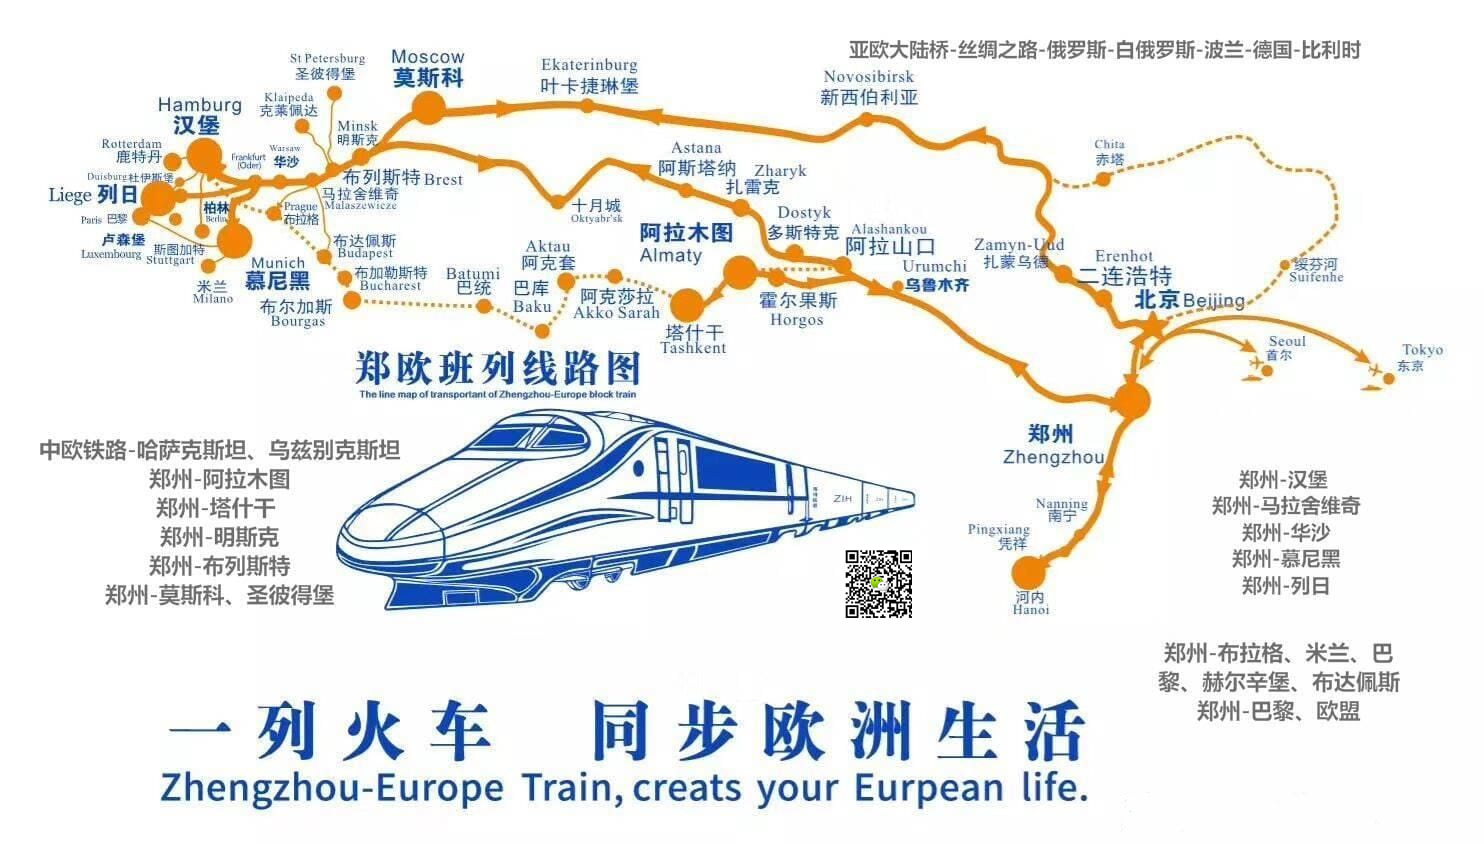 亚欧大陆桥-丝绸之路-俄罗斯-白俄罗斯-波兰-德国-比利时
St Petersburg
圣彼得堡
Moscow
莫斯科
Ekaterinburg
叶卡捷琳堡
Novosibirsk
新西伯利亚
Klaipeda
克莱佩达
Hamburg
汉堡
Minsk
明斯克
Rotterdam
鹿特丹
Frankfurt
(Oder)
Warsaw
华沙
Astana
阿斯塔纳
Chita
赤塔
Duisburg 杜伊斯堡
布列斯特 Brest
Zharyk
扎雷克
Liege 列日
马拉舍维奇
Malaszewicze
柏林
Berlin
Prague
布拉格
十月城
Oktyabr'sk
Paris 巴黎
Dostyk
多斯特克
卢森堡
Luxembourg
斯图加特
Stuttgart
布达佩斯
Budapest
Aktau
阿克套
阿拉木图
Almaty
Alashankou
阿拉山口
Zamyn-Uud
扎蒙乌德
Erenhot
二连浩特
绥芬河
Suifenhe
Munich
慕尼黑
米兰
Milano
布加勒斯特
Bucharest
Batumi
巴统
巴库
Baku
阿克莎拉
Akko Sarah
Urumchi
乌鲁木齐
霍尔果斯
Horgos
北京 Beijing
布尔加斯
Bourgas
塔什干
Tashkent
Seoul
首尔
Tokyo
东京
郑欧班列线路图
The line map of transportant of Zhengzhou-Europe block train
郑州
Zhengzhou
中欧铁路-哈萨克斯坦、乌兹别克斯坦
郑州-阿拉木图
郑州-塔什干
郑州-明斯克
郑州-布列斯特
郑州-莫斯科、圣彼得堡
ZIH
Nanning
南宁
Pingxiang
凭祥
河内
Hanoi
郑州-汉堡
郑州-马拉舍维奇
郑州-华沙
郑州-慕尼黑
郑州-列日
郑州-布拉格、米兰、巴
黎、赫尔辛堡、布达佩斯
郑州-巴黎、欧盟
一列火车 同步欧洲生活
Zhengzhou-Europe Train, creats your Eurpean life.